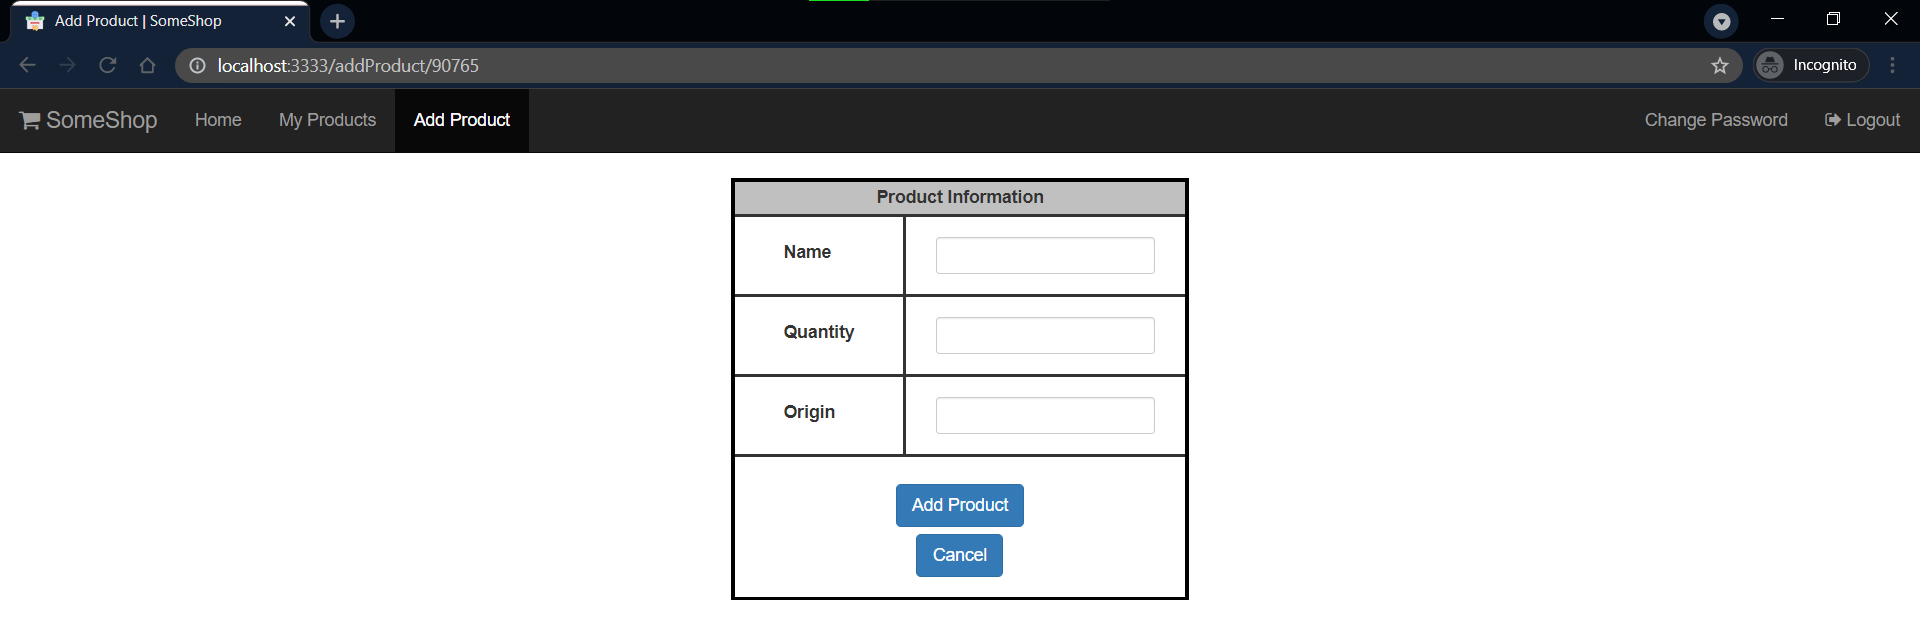 Add Product | SomeShop
localhost:3333/addProduct/90765
Incognito
SomeShop Home My Products Add Product Change Password Logout
Product Information
Name
Quantity
Origin
Add Product
Cancel